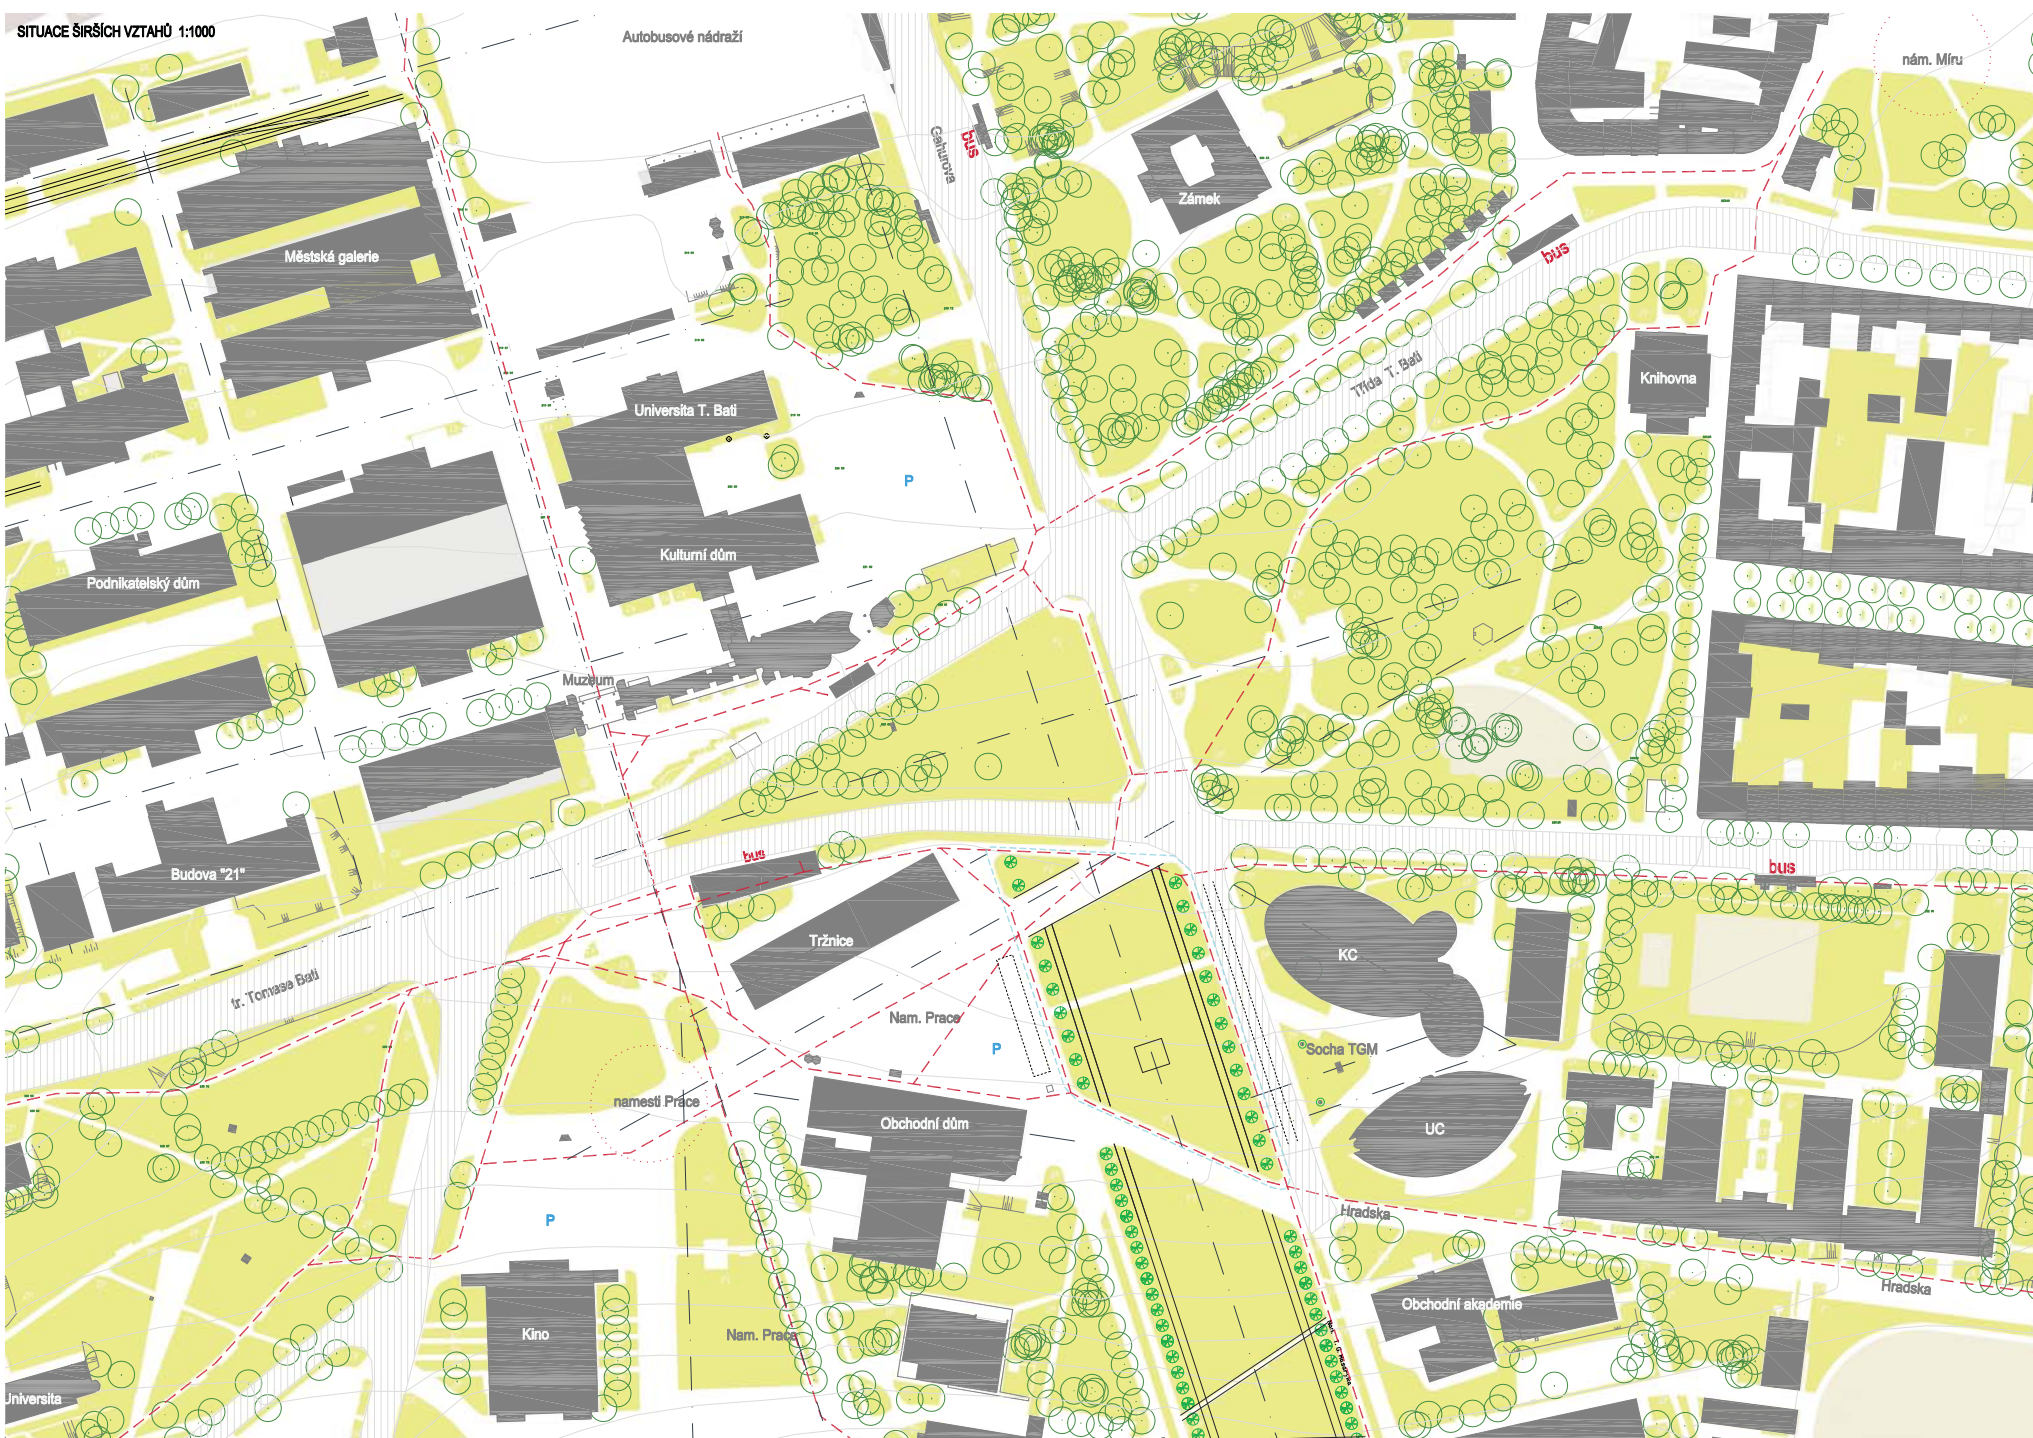 SITUACE ŠIRŠÍCH VZTAHŮ 1:1000
Autobusové nádraží
nám. Míru
Gahurova
bus
Zámek
Městská galerie
bus
Třída T. Bati
Knihovna
Universita T. Bati
P
Kulturní dům
Podnikatelský dům
Muzeum
bus
bus
Budova "21"
Tržnice
KC
tr. Tomase Bati
Nam. Prace
P
Socha TGM
namesti Prace
Obchodní dům
UC
P
Hradska
Hradska
Obchodní akademie
Kino
Nam. Prace
Universita